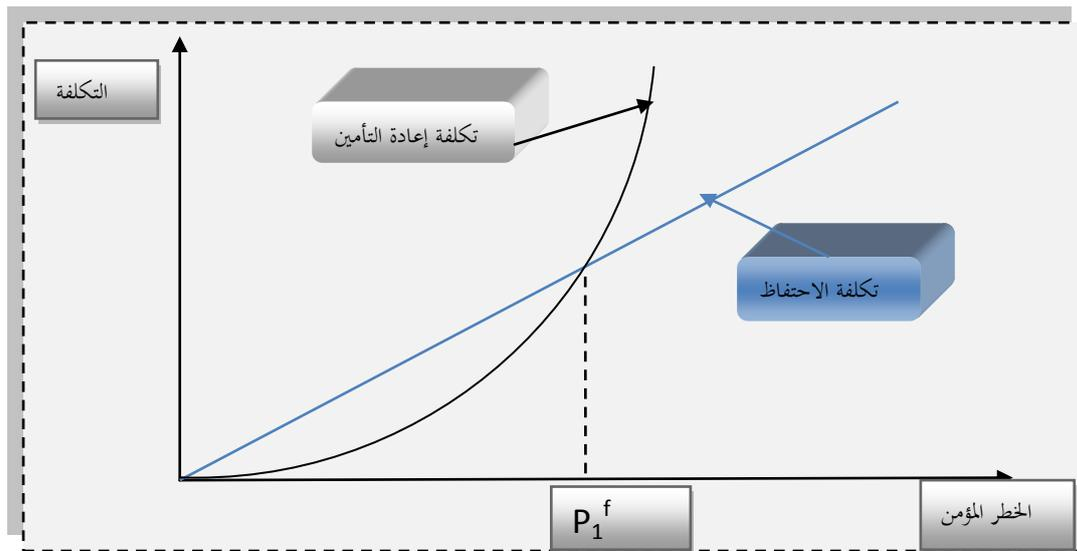 التكلفة
تكلفة إعادة التأمين
تكلفة الاحتفاظ
P₁ᶠ
الخطر المؤمن